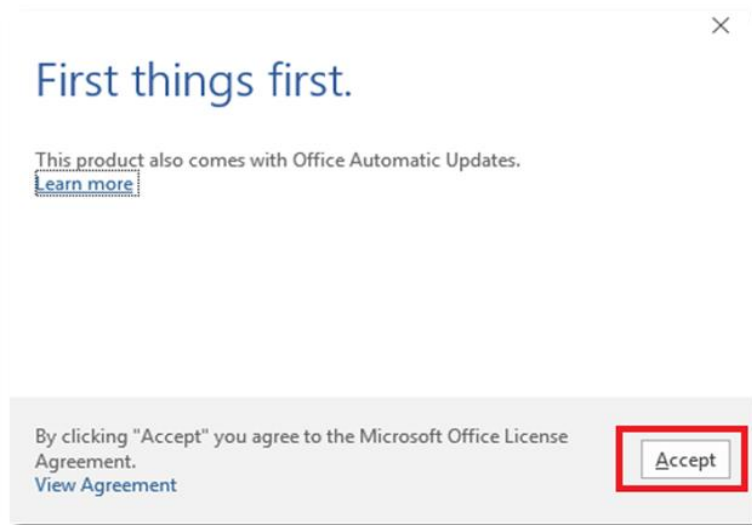 First things first.
This product also comes with Office Automatic Updates.
Learn more
By clicking "Accept" you agree to the Microsoft Office License
Agreement.
View Agreement
Accept